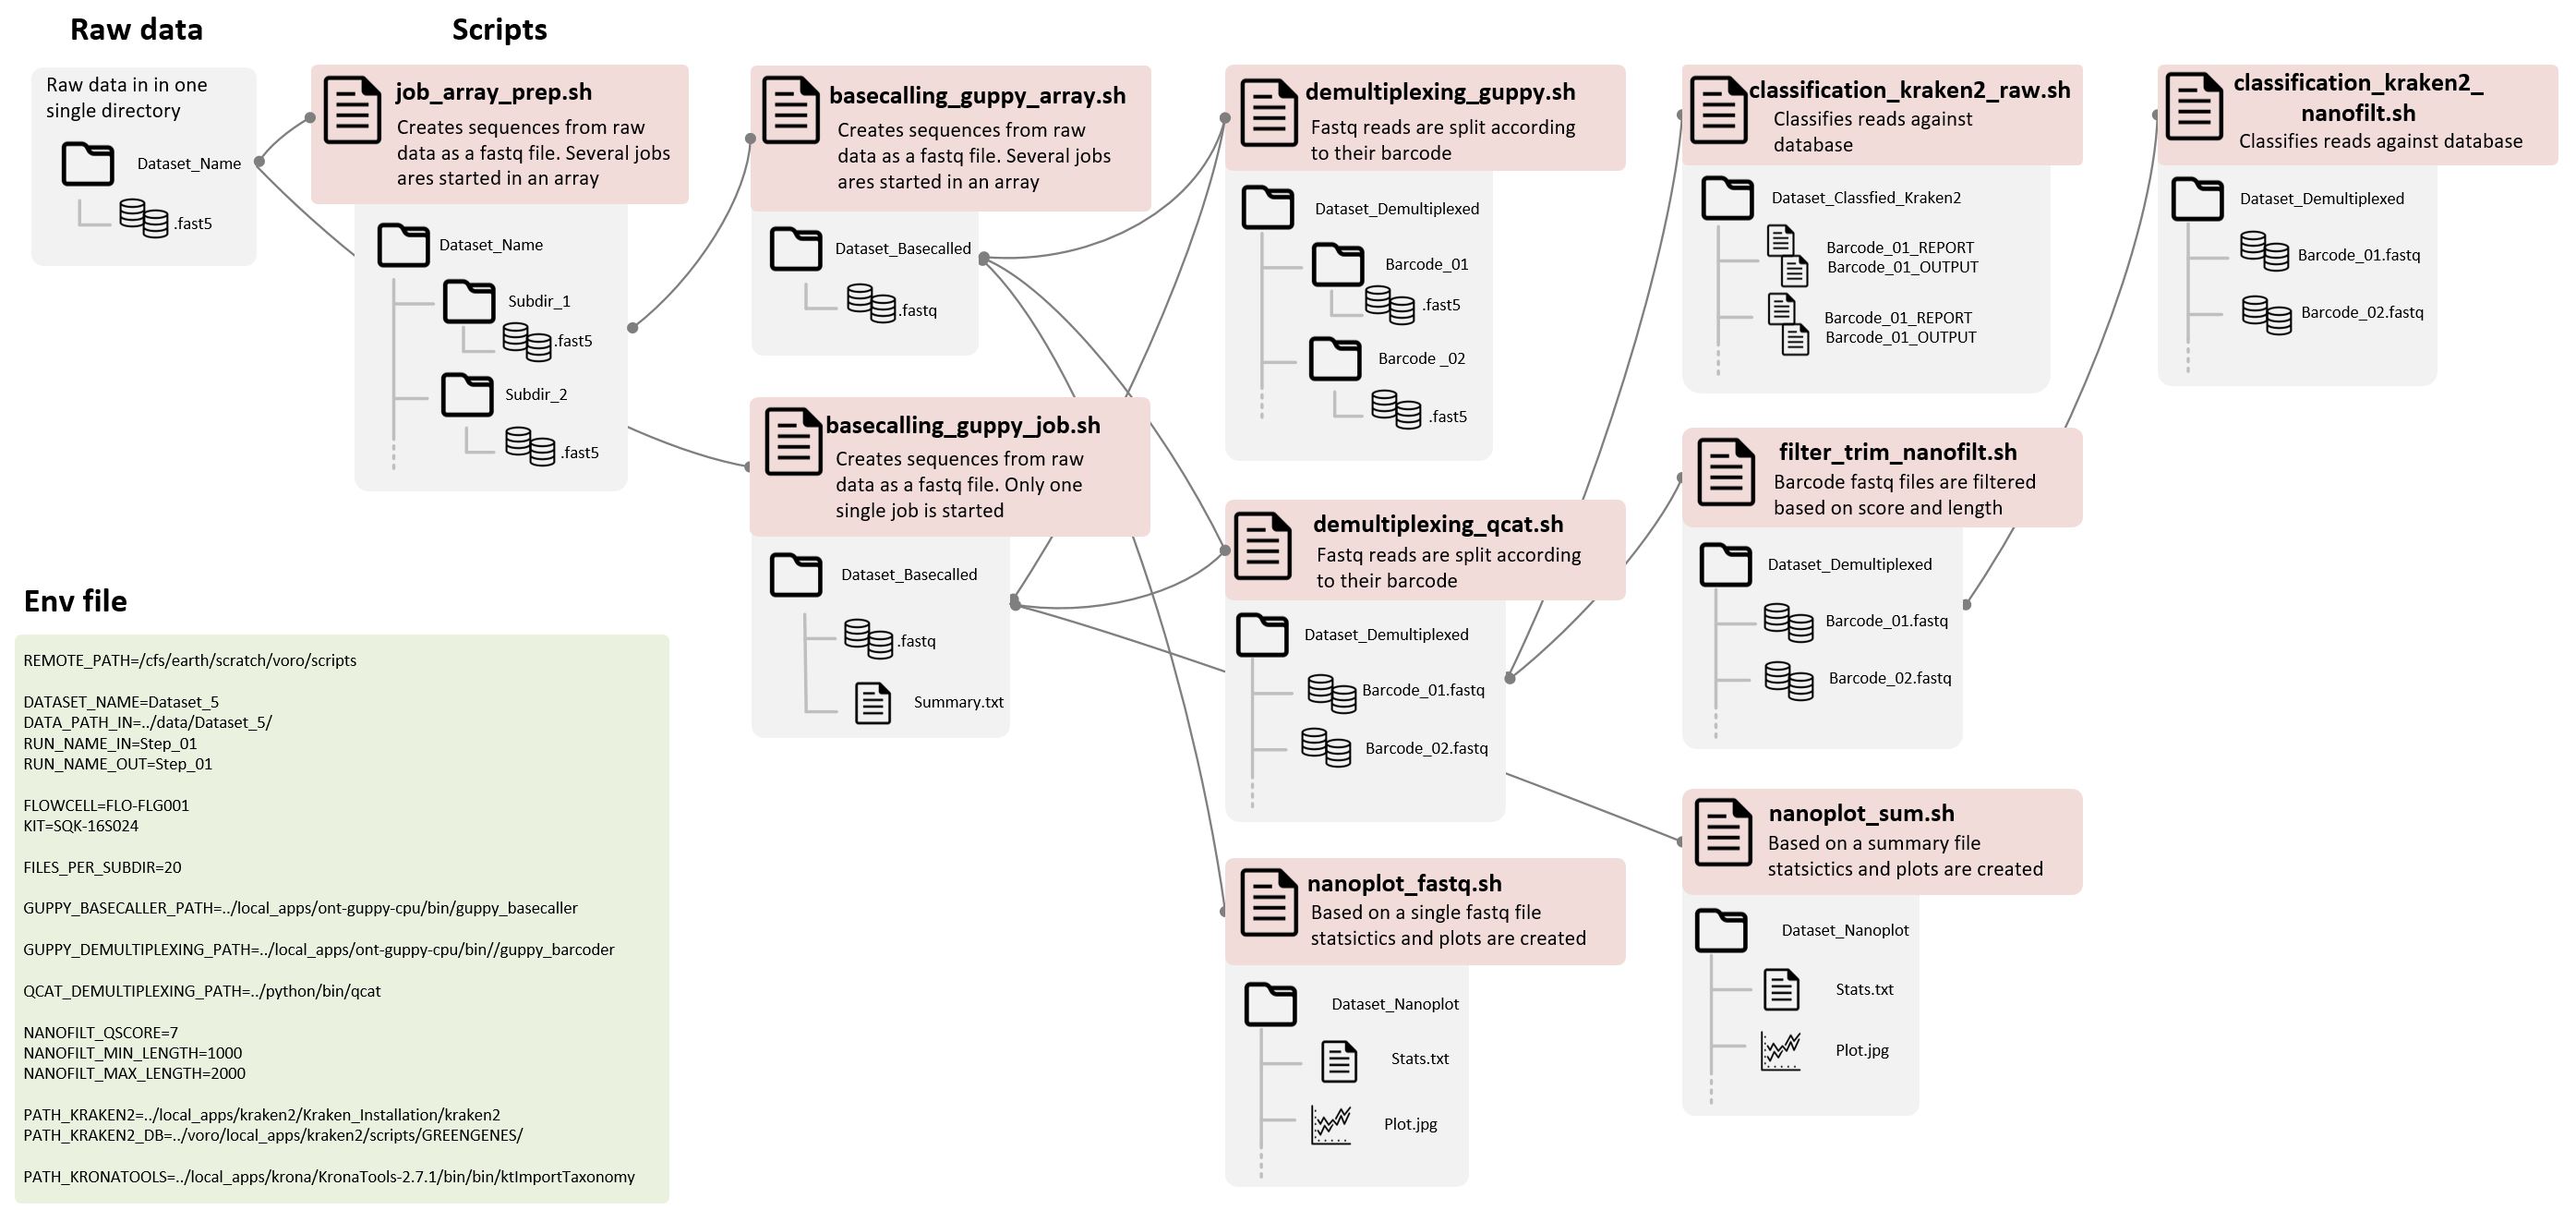 Raw data
Scripts
Raw data in in one
single directory
Dataset_Name
.fast5
job_array_prep.sh
Creates sequences from raw
data as a fastq file. Several jobs
ares started in an array
Dataset_Name
Subdir_1
.fast5
Subdir_2
.fast5
basecalling_guppy_array.sh
Creates sequences from raw
data as a fastq file. Several jobs
ares started in an array
Dataset_Basecalled
.fastq
basecalling_guppy_job.sh
Creates sequences from raw
data as a fastq file. Only one
single job is started
Dataset_Basecalled
.fastq
Summary.txt
demultiplexing_guppy.sh
Fastq reads are split according
to their barcode
Dataset_Demultiplexed
Barcode_01
.fast5
Barcode _02
.fast5
demultiplexing_qcat.sh
Fastq reads are split according
to their barcode
Dataset_Demultiplexed
Barcode_01.fastq
Barcode_02.fastq
nanoplot_fastq.sh
Based on a single fastq file
statsictics and plots are created
Dataset_Nanoplot
Stats.txt
Plot.jpg
classification_kraken2_raw.sh
Classifies reads against
database
Dataset_Classfied_Kraken2
Barcode_01_REPORT
Barcode_01_OUTPUT
Barcode_01_REPORT
Barcode_01_OUTPUT
filter_trim_nanofilt.sh
Barcode fastq files are filtered
based on score and length
Dataset_Demultiplexed
Barcode_01.fastq
Barcode_02.fastq
nanoplot_sum.sh
Based on a summary file
statsictics and plots are created
Dataset_Nanoplot
Stats.txt
Plot.jpg
classification_kraken2_
nanofilt.sh
Classifies reads against database
Dataset_Demultiplexed
Barcode_01.fastq
Barcode_02.fastq
Env file
REMOTE_PATH=/cfs/earth/scratch/voro/scripts
DATASET_NAME=Dataset_5
DATA_PATH_IN=../data/Dataset_5/
RUN_NAME_IN=Step_01
RUN_NAME_OUT=Step_01
FLOWCELL=FLO-FLG001
KIT=SQK-16S024
FILES_PER_SUBDIR=20
GUPPY_BASECALLER_PATH=../local_apps/ont-guppy-cpu/bin/guppy_basecaller
GUPPY_DEMULTIPLEXING_PATH=../local_apps/ont-guppy-cpu/bin//guppy_barcoder
QCAT_DEMULTIPLEXING_PATH=../python/bin/qcat
NANOFILT_QSCORE=7
NANOFILT_MIN_LENGTH=1000
NANOFILT_MAX_LENGTH=2000
PATH_KRAKEN2=../local_apps/kraken2/Kraken_Installation/kraken2
PATH_KRAKEN2_DB=../voro/local_apps/kraken2/scripts/GREENGENES/
PATH_KRONATOOLS=../local_apps/krona/KronaTools-2.7.1/bin/bin/ktImportTaxonomy